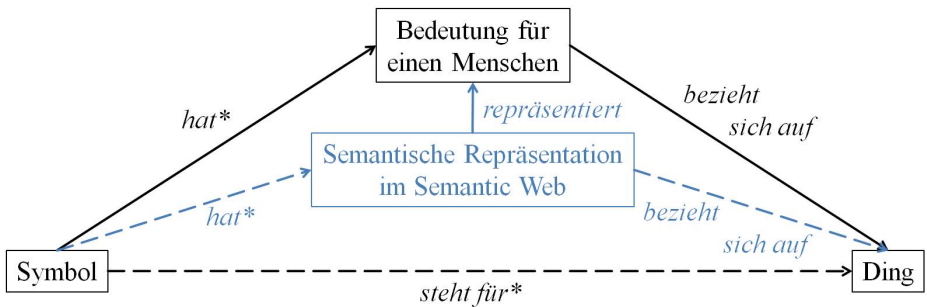 Bedeutung für
einen Menschen
hat*
repräsentiert
bezieht
sich auf
Semantische Repräsentation
im Semantic Web
hat*
bezieht
sich auf
Symbol
steht für*
Ding